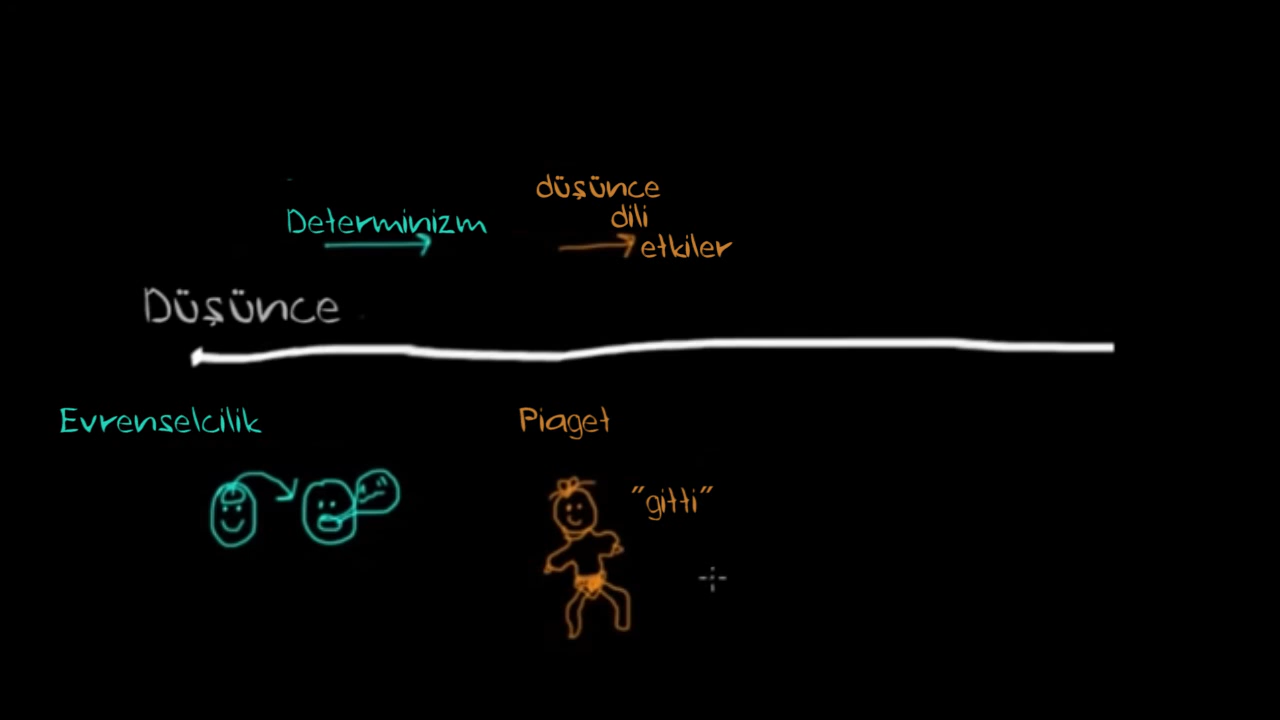 düşünce
dili
etkiler
Determinizm
Düşünce
Evrenselcilik
Piaget
"gitti"